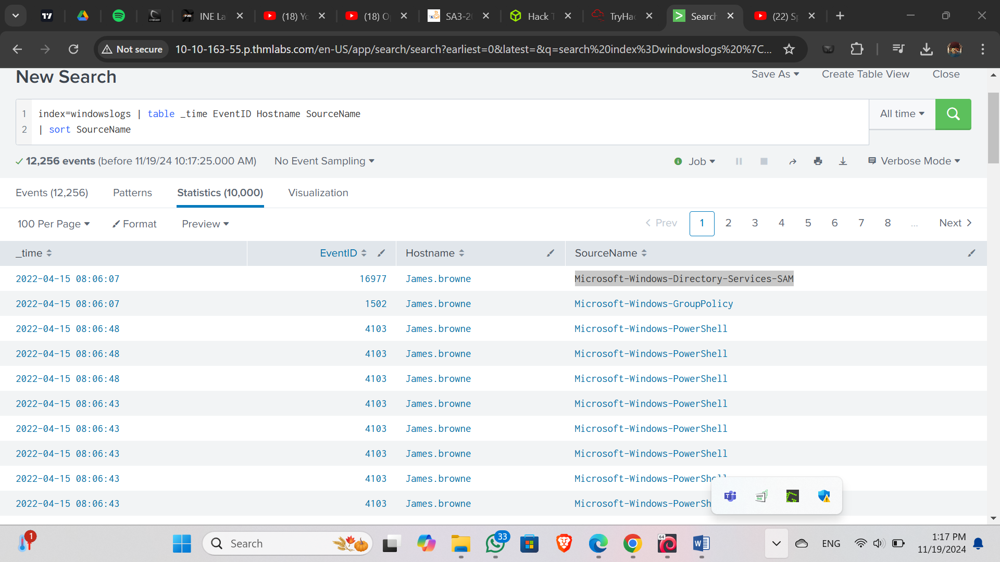 INE La
(18) Yo
(18) O
SA3-20
Hack T
TryHac
Search
(22) Sp
Not secure
10-10-163-55.p.thmlabs.com/en-US/app/search/search?earliest=0&latest=&q=search%20index%3Dwindowslogs%20%7C...
New Search
Save As
Create Table View
Close
1 index=windowslogs | table _time EventID Hostname SourceName
2 | sort SourceName
All time
12,256 events (before 11/19/24 10:17:25.000 AM)
No Event Sampling
Job
Verbose Mode
Events (12,256)
Patterns
Statistics (10,000)
Visualization
100 Per Page
Format
Preview
Prev 1 2 3 4 5 6 7 8 ... Next
_time EventID Hostname SourceName
2022-04-15 08:06:07 16977 James.browne Microsoft-Windows-Directory-Services-SAM
2022-04-15 08:06:07 1502 James.browne Microsoft-Windows-GroupPolicy
2022-04-15 08:06:48 4103 James.browne Microsoft-Windows-PowerShell
2022-04-15 08:06:48 4103 James.browne Microsoft-Windows-PowerShell
2022-04-15 08:06:48 4103 James.browne Microsoft-Windows-PowerShell
2022-04-15 08:06:43 4103 James.browne Microsoft-Windows-PowerShell
2022-04-15 08:06:43 4103 James.browne Microsoft-Windows-PowerShell
2022-04-15 08:06:43 4103 James.browne Microsoft-Windows-PowerShell
2022-04-15 08:06:43 4103 James.browne Microsoft-Windows-PowerShell
2022-04-15 08:06:43 4103 James.browne Microsoft-Windows-PowerSh
1
Search
33
64
ENG
1:17 PM
11/19/2024